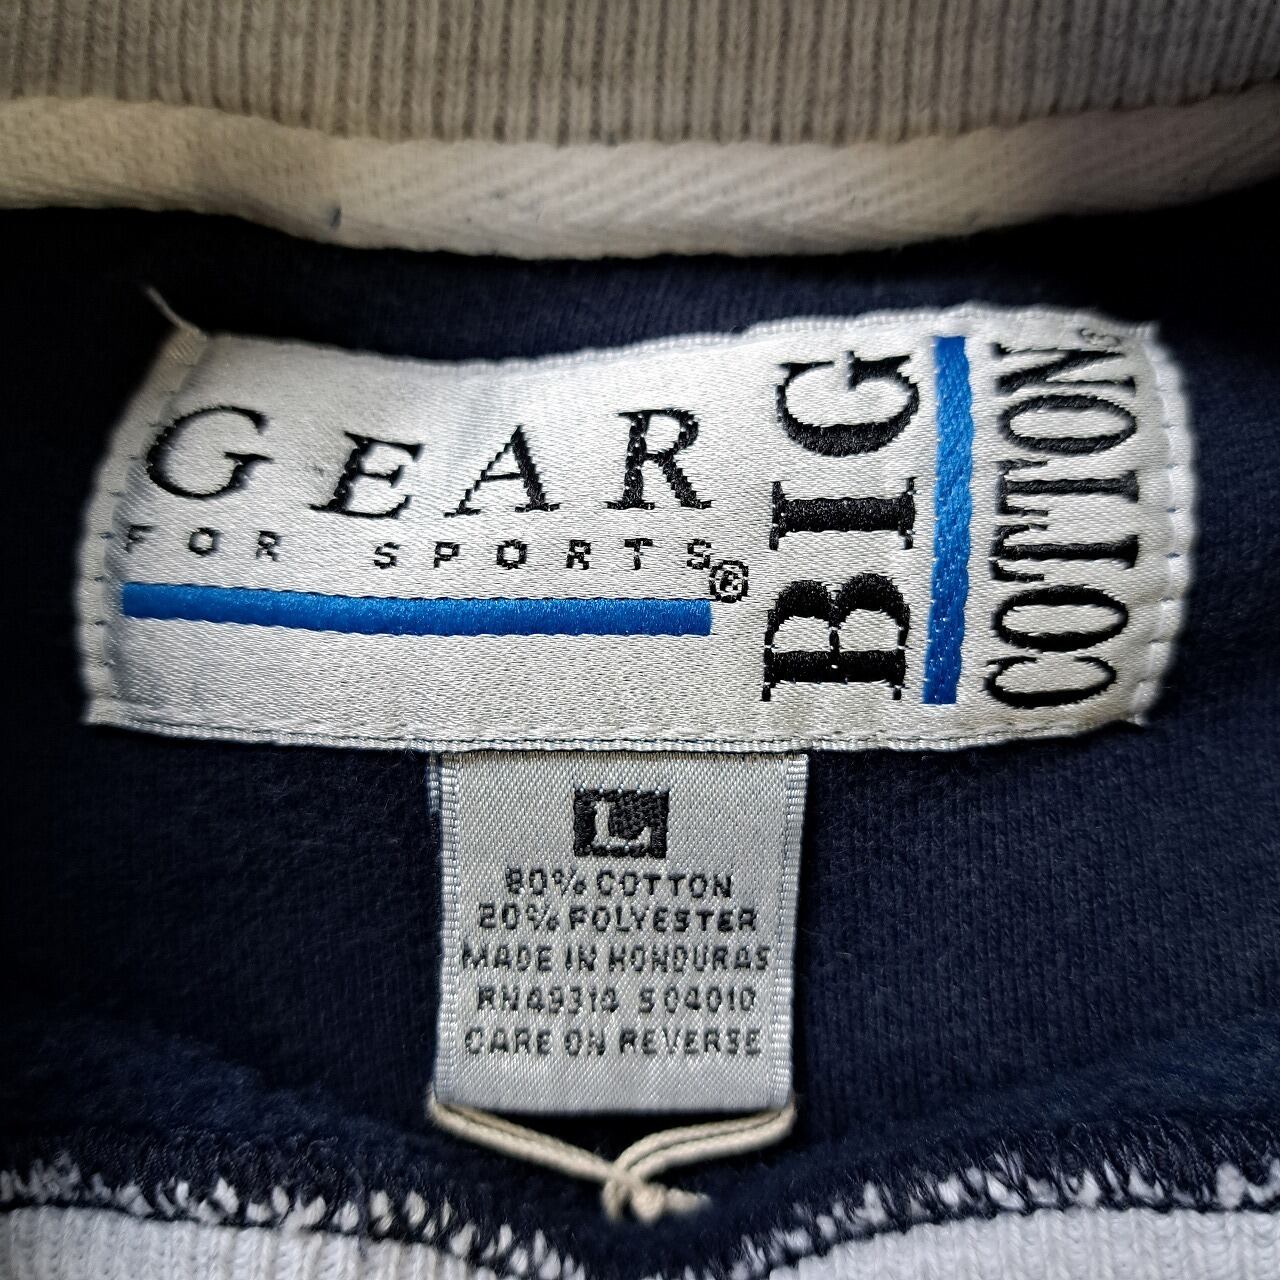 GEAR
FOR SPORTS®
BIG
COTTON®
L
80% COTTON
20% POLYESTER
MADE IN HONDURAS
RN49314 S04010
CARE ON REVERSE